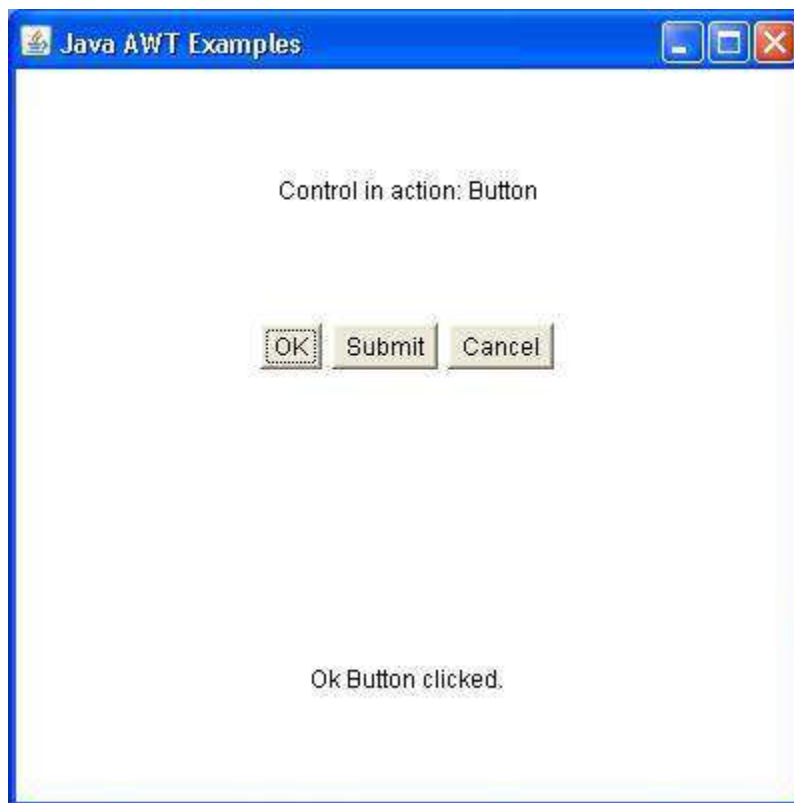 Java AWT Examples
Control in action: Button
OK Submit Cancel
Ok Button clicked.